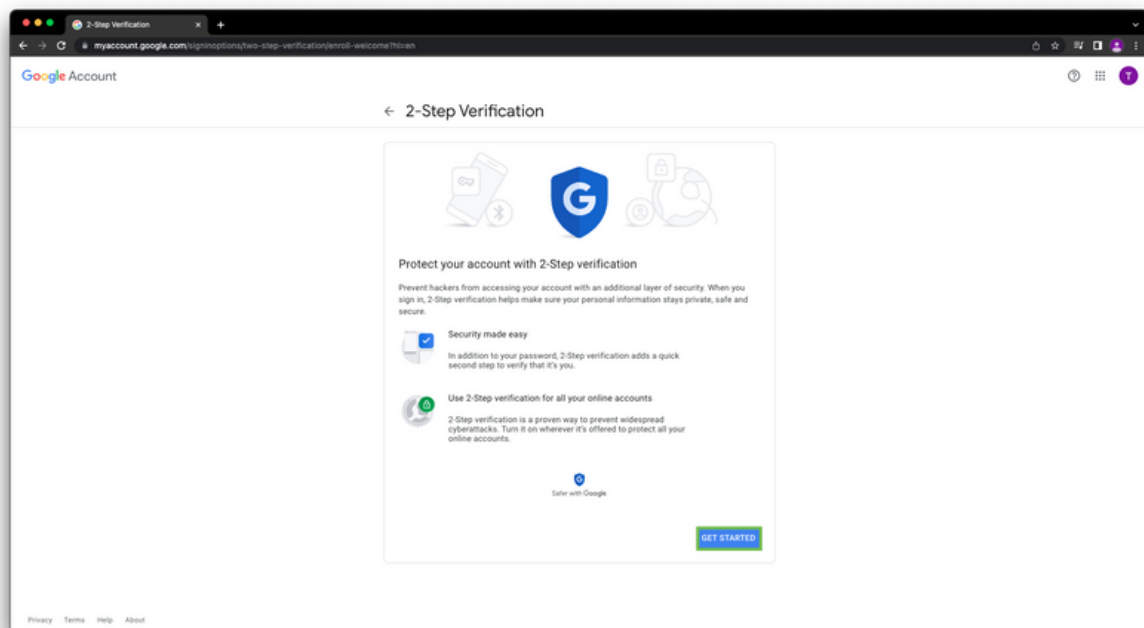 2-Step Verification
myaccount.google.com/signinoptions/two-step-verification/enroll-welcome?hl=en
Google Account
T
2-Step Verification
G
Protect your account with 2-Step verification
Prevent hackers from accessing your account with an additional layer of security. When you
sign in, 2-Step verification helps make sure your personal information stays private, safe and
secure.
Security made easy
In addition to your password, 2-Step verification adds a quick
second step to verify that it's you.
Use 2-Step verification for all your online accounts
2-Step verification is a proven way to prevent widespread
cyberattacks. Turn it on wherever it's offered to protect all your
online accounts.
G
Safer with Google
GET STARTED
Privacy Terms Help About